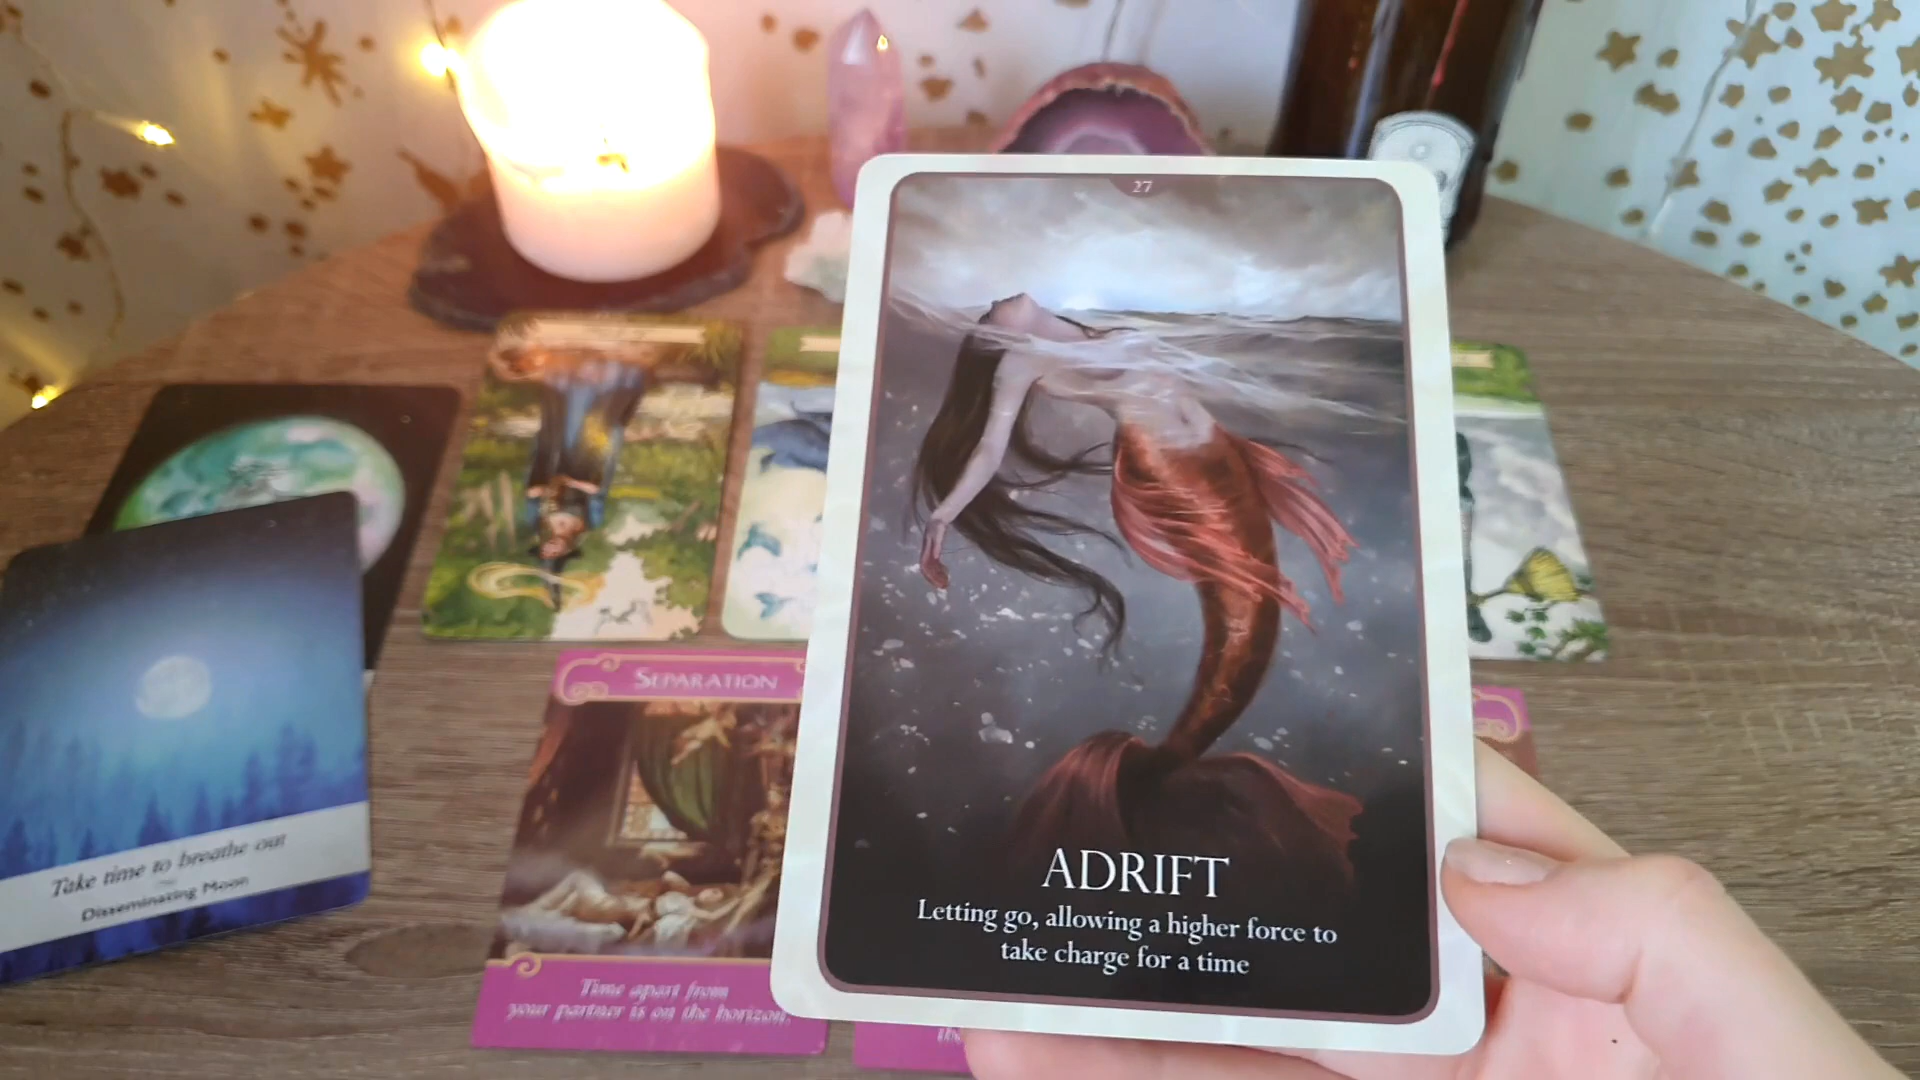 27
ADRIFT
Letting go, allowing a higher force to
take charge for a time
SEPARATION
Time apart from
your partner is on the horizon.
Take time to breathe out
Disseminating Moon